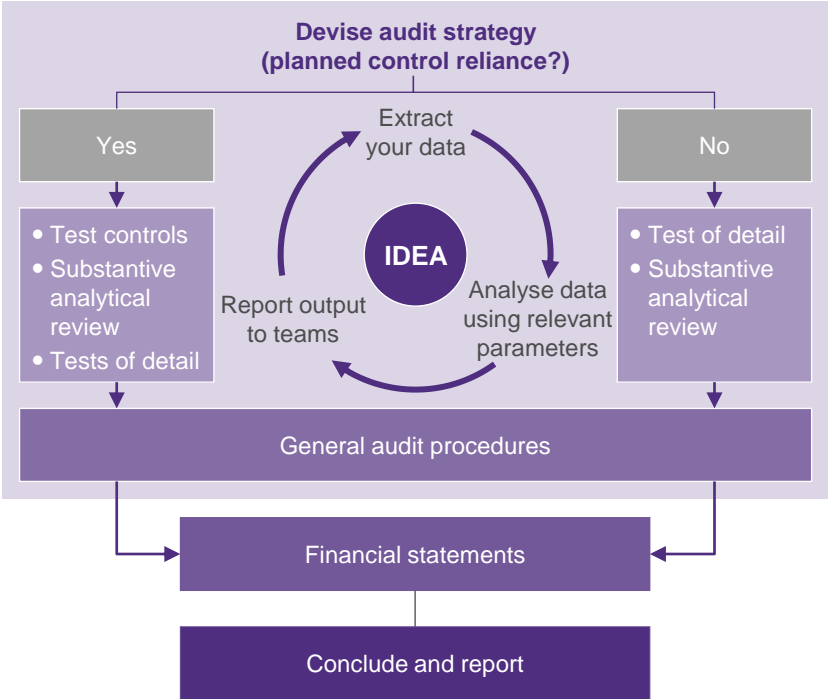 Devise audit strategy
(planned control reliance?)
Yes
No
Extract
your data
• Test controls
• Substantive
analytical
review
• Tests of detail
IDEA
Report output
to teams
Analyse data
using relevant
parameters
• Test of detail
• Substantive
analytical
review
General audit procedures
Financial statements
Conclude and report